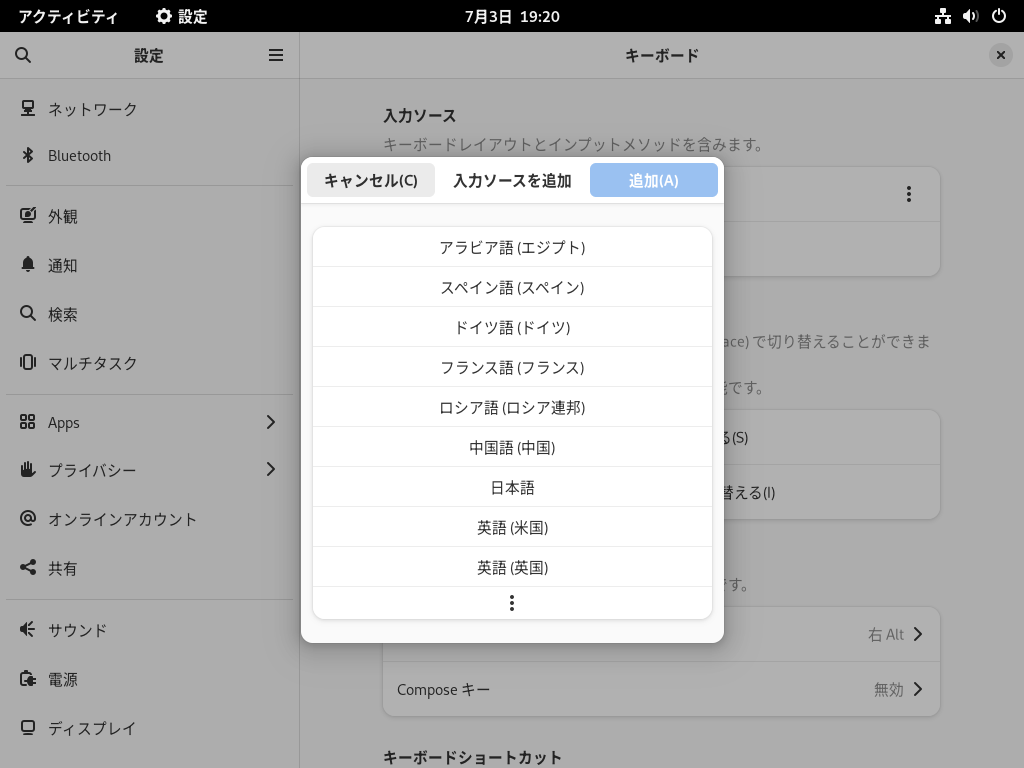 アクティビティ
設定
7月3日 19:20
設定
キーボード
ネットワーク
Bluetooth
外観
通知
検索
マルチタスク
Apps
プライバシー
オンラインアカウント
共有
サウンド
電源
ディスプレイ
入力ソース
キーボードレイアウトとインプットメソッドを含みます。
キャンセル(C)
入力ソースを追加
追加(A)
アラビア語 (エジプト)
スペイン語 (スペイン)
ドイツ語 (ドイツ)
フランス語 (フランス)
ロシア語 (ロシア連邦)
中国語 (中国)
日本語
英語 (米国)
英語 (英国)
ace) で切り替えることができま
です。
る(S)
替える(I)
です。
右 Alt
Compose キー
無効
キーボードショートカット